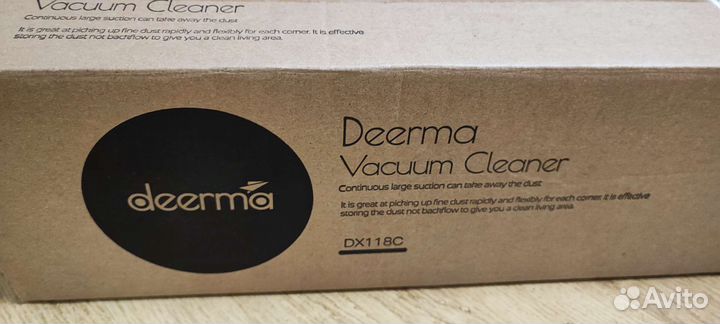 Vacuum Cleaner
Continuous large suction can take away the dust
It is great at picking up fine dust rapidly and flexibly for each corner. It is effective
storing the dust not backflow to give you a clean living area.
deerma
Deerma
Vacuum Cleaner
Continuous large suction can take away the dust
It is great at picking up fine dust rapidly and flexibly for each corner. It is effective
storing the dust not backflow to give you a clean living area.
DX118C
Avito